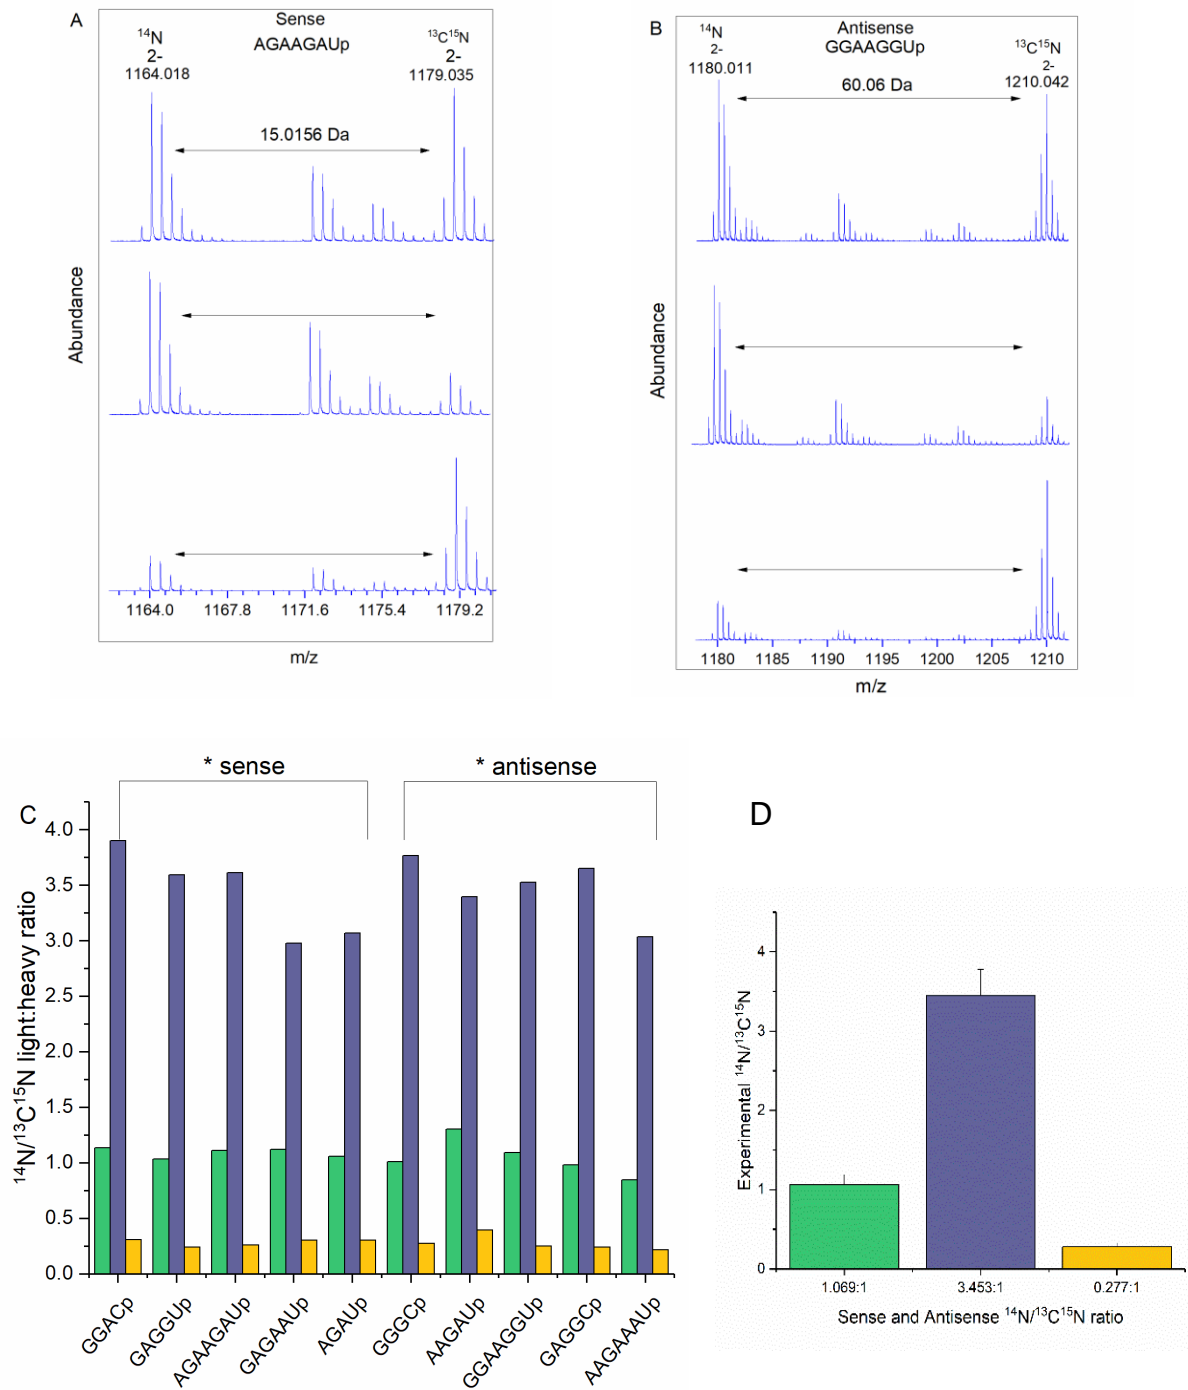 A
Sense
AGAAGAUp
¹⁴N
2-
1164.018
¹³C¹⁵N
2-
1179.035
15.0156 Da
Abundance
1164.0 1167.8 1171.6 1175.4 1179.2
m/z
B
Antisense
GGAAGGUp
¹⁴N
2-
1180.011
¹³C¹⁵N
2-
1210.042
60.06 Da
Abundance
1180 1185 1190 1195 1200 1205 1210
m/z
C
* sense
* antisense
¹⁴N/¹³C¹⁵N light:heavy ratio
4.0
3.5
3.0
2.5
2.0
1.5
1.0
0.5
0.0
GGACp
GAGGUp
AGAAGAUp
GAGAAUp
AGAUp
GGGCp
AAGAUp
GGAAGGUp
GAGGCp
AAGAAAUp
D
Experimental ¹⁴N/¹³C¹⁵N
4
3
2
1
0
1.069:1 3.453:1 0.277:1
Sense and Antisense ¹⁴N/¹³C¹⁵N ratio